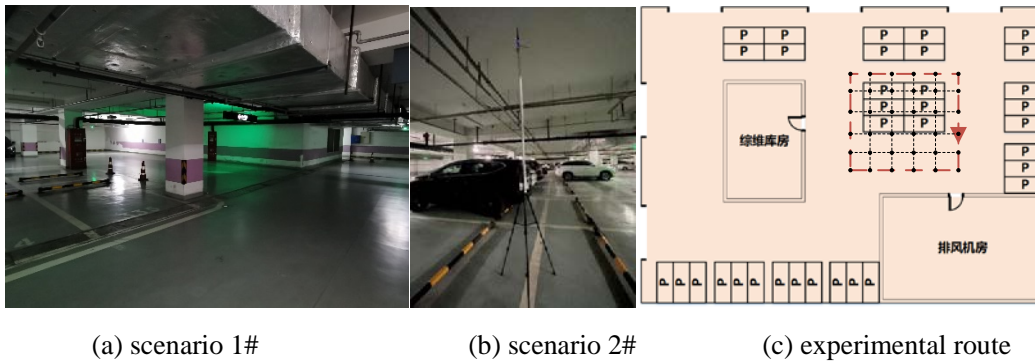 P P P P P
P P P P P
P P P
P P P
P P P
综维库房
P
P
P
排风机房
P P P P P P P P P P P P
(a) scenario 1# (b) scenario 2# (c) experimental route